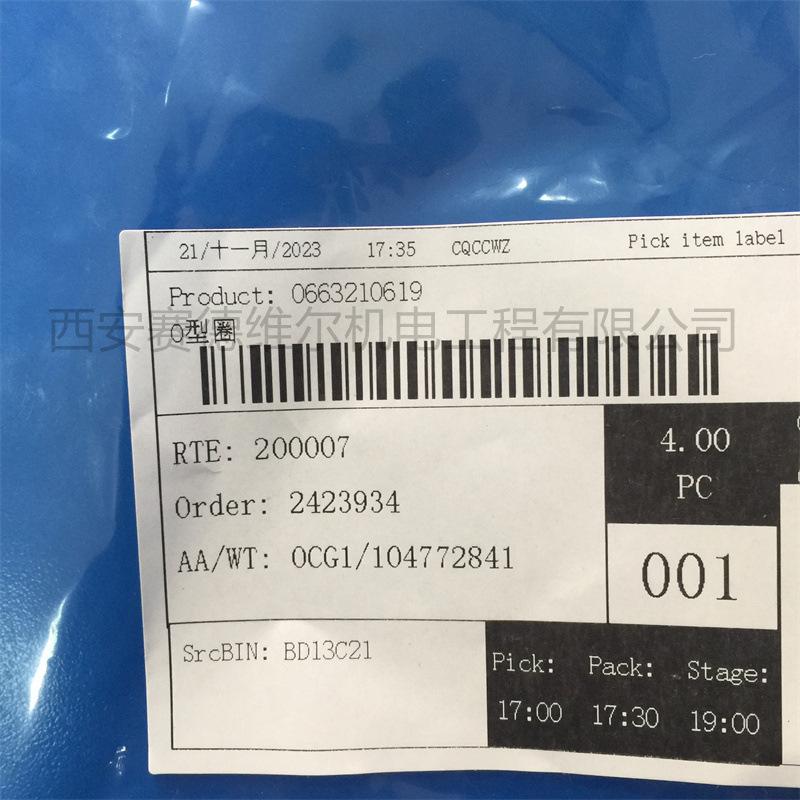 21/十一月/2023 17:35 CQCCWZ Pick item label
Product: 0663210619
西安赛德维尔机电工程有限公司
O型圈
RTE: 200007
4.00
PC
Order: 2423934
AA/WT: OCG1/104772841
001
SrcBIN: BD13C21
Pick: Pack: Stage:
17:00 17:30 19:00